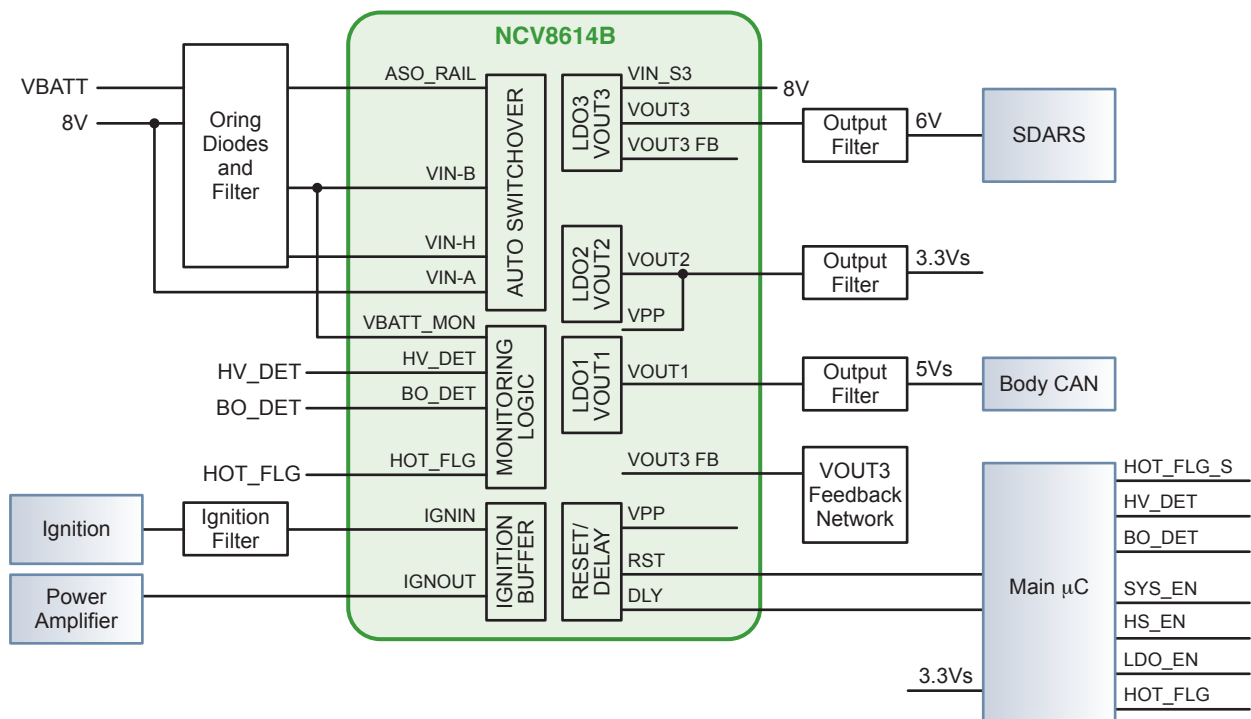 NCV8614B
VBATT
8V
Oring
Diodes
and
Filter
ASO_RAIL
VIN-B
VIN-H
VIN-A
AUTO SWITCHOVER
LDO3
VOUT3
VIN_S3
8V
VOUT3
VOUT3 FB
Output
Filter
6V
SDARS
LDO2
VOUT2
VOUT2
VPP
Output
Filter
3.3Vs
VBATT_MON
HV_DET
HV_DET
BO_DET
BO_DET
HOT_FLG
HOT_FLG
MONITORING
LOGIC
LDO1
VOUT1
VOUT1
Output
Filter
5Vs
Body CAN
VOUT3 FB
VOUT3
Feedback
Network
Ignition
Ignition
Filter
IGNIN
IGNOUT
Power
Amplifier
IGNITION
BUFFER
RESET/
DELAY
VPP
RST
DLY
Main μC
3.3Vs
HOT_FLG_S
HV_DET
BO_DET
SYS_EN
HS_EN
LDO_EN
HOT_FLG